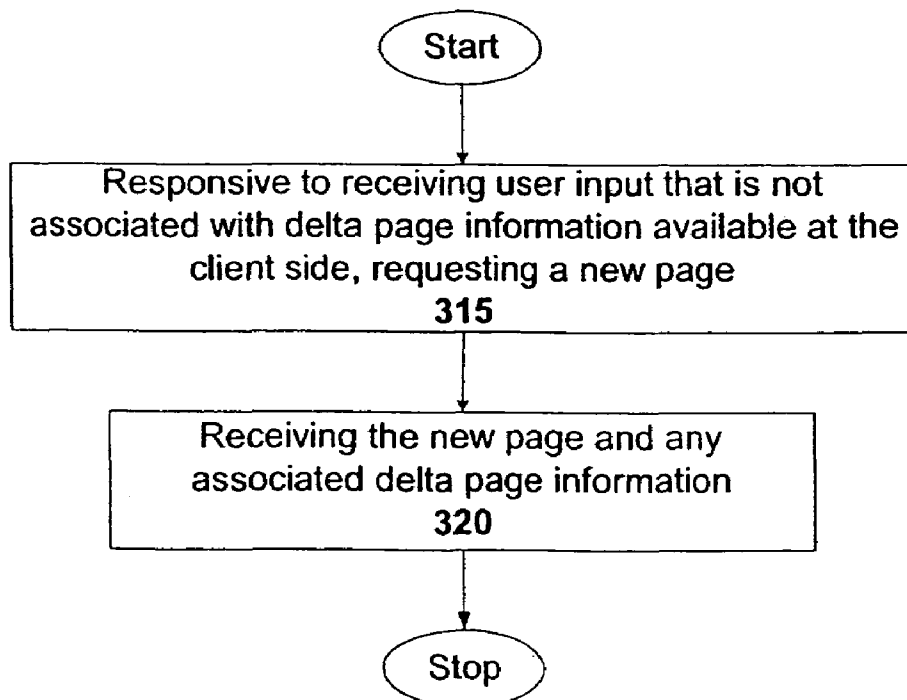 Start
Responsive to receiving user input that is not
associated with delta page information available at the
client side, requesting a new page
315
Receiving the new page and any
associated delta page information
320
Stop